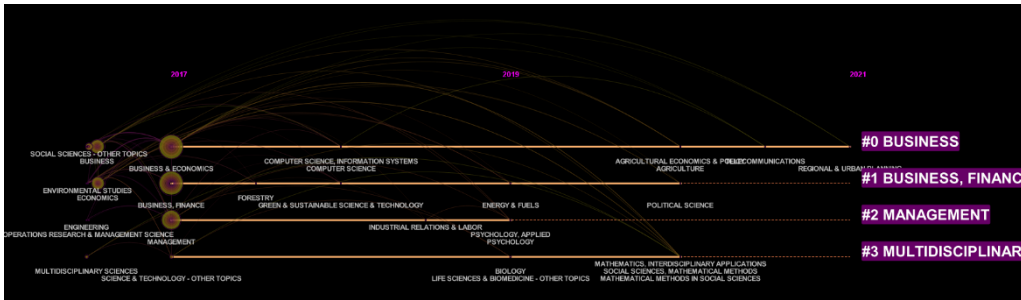 2017 2019 2021
#0 BUSINESS
SOCIAL SCIENCES - OTHER TOPICS
BUSINESS
BUSINESS & ECONOMICS
COMPUTER SCIENCE, INFORMATION SYSTEMS
COMPUTER SCIENCE
AGRICULTURAL ECONOMICS & POLICY
AGRICULTURE
TELECOMMUNICATIONS
REGIONAL & URBAN PLANNING
#1 BUSINESS, FINANC
ENVIRONMENTAL STUDIES
ECONOMICS
BUSINESS, FINANCE
FORESTRY
GREEN & SUSTAINABLE SCIENCE & TECHNOLOGY
ENERGY & FUELS
POLITICAL SCIENCE
#2 MANAGEMENT
ENGINEERING
OPERATIONS RESEARCH & MANAGEMENT SCIENCE
MANAGEMENT
INDUSTRIAL RELATIONS & LABOR
PSYCHOLOGY, APPLIED
PSYCHOLOGY
#3 MULTIDISCIPLINAR
MULTIDISCIPLINARY SCIENCES
SCIENCE & TECHNOLOGY - OTHER TOPICS
BIOLOGY
LIFE SCIENCES & BIOMEDICINE - OTHER TOPICS
MATHEMATICS, INTERDISCIPLINARY APPLICATIONS
SOCIAL SCIENCES, MATHEMATICAL METHODS
MATHEMATICAL METHODS IN SOCIAL SCIENCES